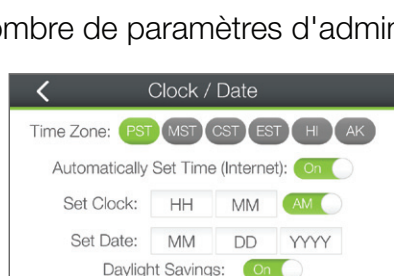 ombre de paramètres d'admin
Clock / Date
Time Zone: PST MST CST EST HI AK
Automatically Set Time (Internet): On
Set Clock: HH MM AM
Set Date: MM DD YYYY
Daylight Savings: On